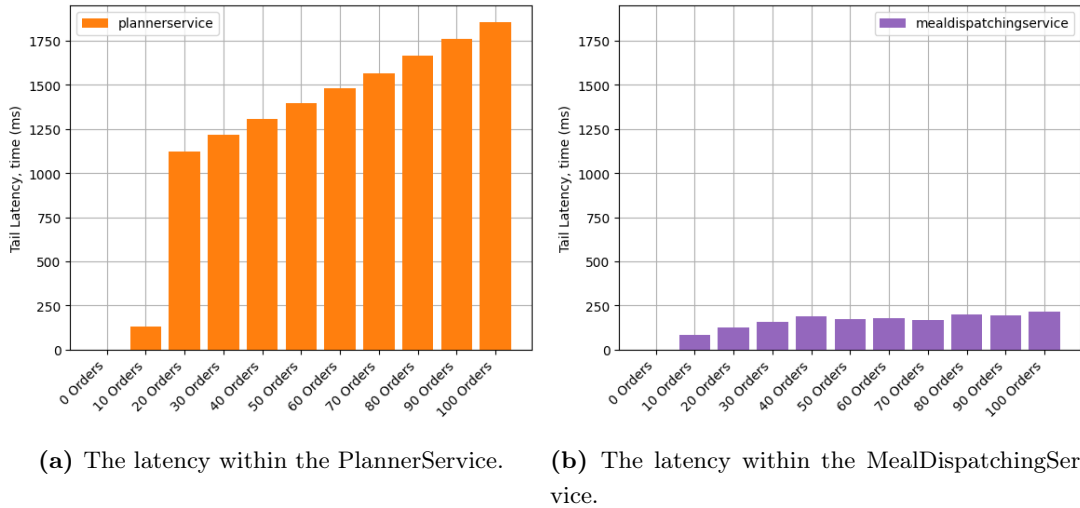 plannerservice
Tail Latency, time (ms)
1750
1500
1250
1000
750
500
250
0
0 Orders
10 Orders
20 Orders
30 Orders
40 Orders
50 Orders
60 Orders
70 Orders
80 Orders
90 Orders
100 Orders
(a) The latency within the PlannerService.
mealdispatchingservice
Tail Latency, time (ms)
1750
1500
1250
1000
750
500
250
0
0 Orders
10 Orders
20 Orders
30 Orders
40 Orders
50 Orders
60 Orders
70 Orders
80 Orders
90 Orders
100 Orders
(b) The latency within the MealDispatchingSer
vice.